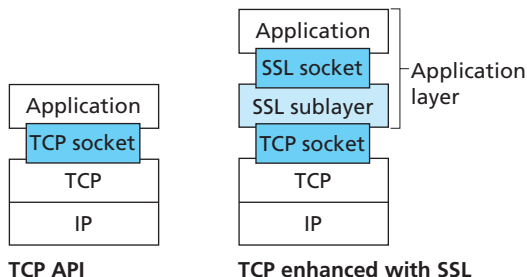 Application
TCP socket
TCP
IP
TCP API
Application
SSL socket
SSL sublayer
TCP socket
TCP
IP
Application
layer
TCP enhanced with SSL